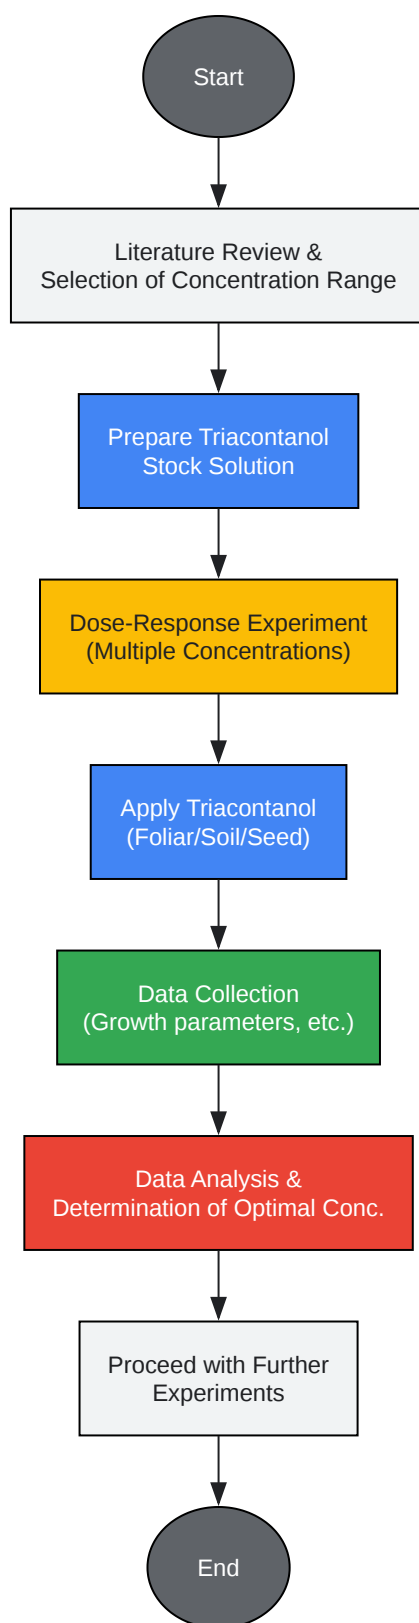 Start
Literature Review &
Selection of Concentration Range
Prepare Triacontanol
Stock Solution
Dose-Response Experiment
(Multiple Concentrations)
Apply Triacontanol
(Foliar/Soil/Seed)
Data Collection
(Growth parameters, etc.)
Data Analysis &
Determination of Optimal Conc.
Proceed with Further
Experiments
End